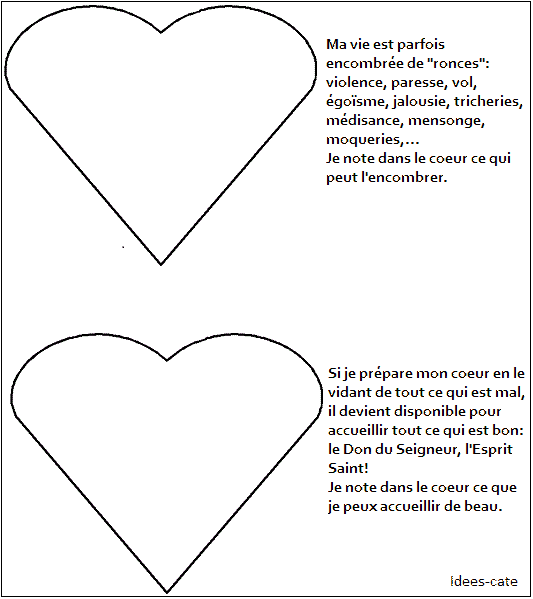 Ma vie est parfois
encombrée de "ronces":
violence, paresse, vol,
égoïsme, jalousie, tricheries,
médisance, mensonge,
moqueries,...
Je note dans le coeur ce qui
peut l'encombrer.
Si je prépare mon coeur en le
vidant de tout ce qui est mal,
il devient disponible pour
accueillir tout ce qui est bon:
le Don du Seigneur, l'Esprit
Saint!
Je note dans le coeur ce que
je peux accueillir de beau.
Idees-cate